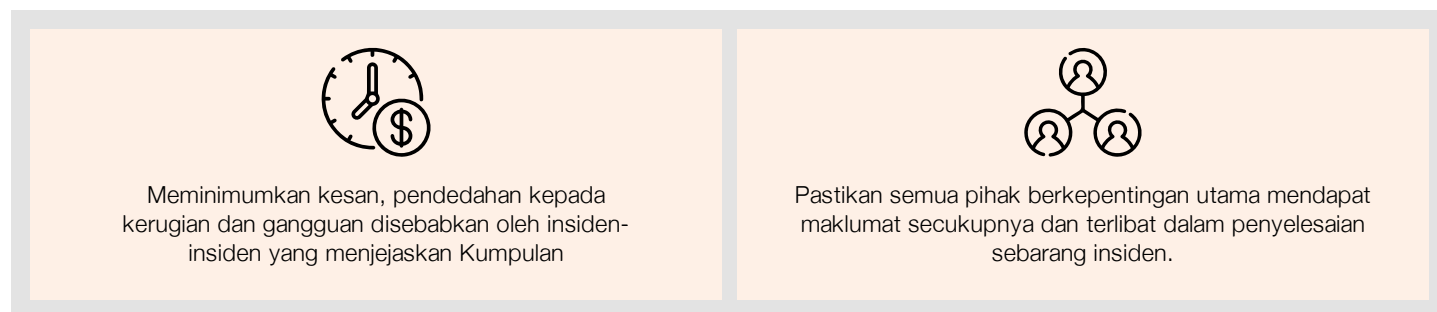 Meminimumkan kesan, pendedahan kepada
kerugian dan gangguan disebabkan oleh insiden-
insiden yang menjejaskan Kumpulan
Pastikan semua pihak berkepentingan utama mendapat
maklumat secukupnya dan terlibat dalam penyelesaian
sebarang insiden.